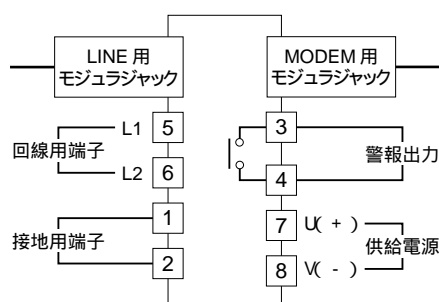 LINE 用
モジュラジャック
MODEM 用
モジュラジャック
回線用端子
L1
5
L2
6
接地用端子
1
2
3
4
警報出力
7
U( + )
8
V( - )
供給電源